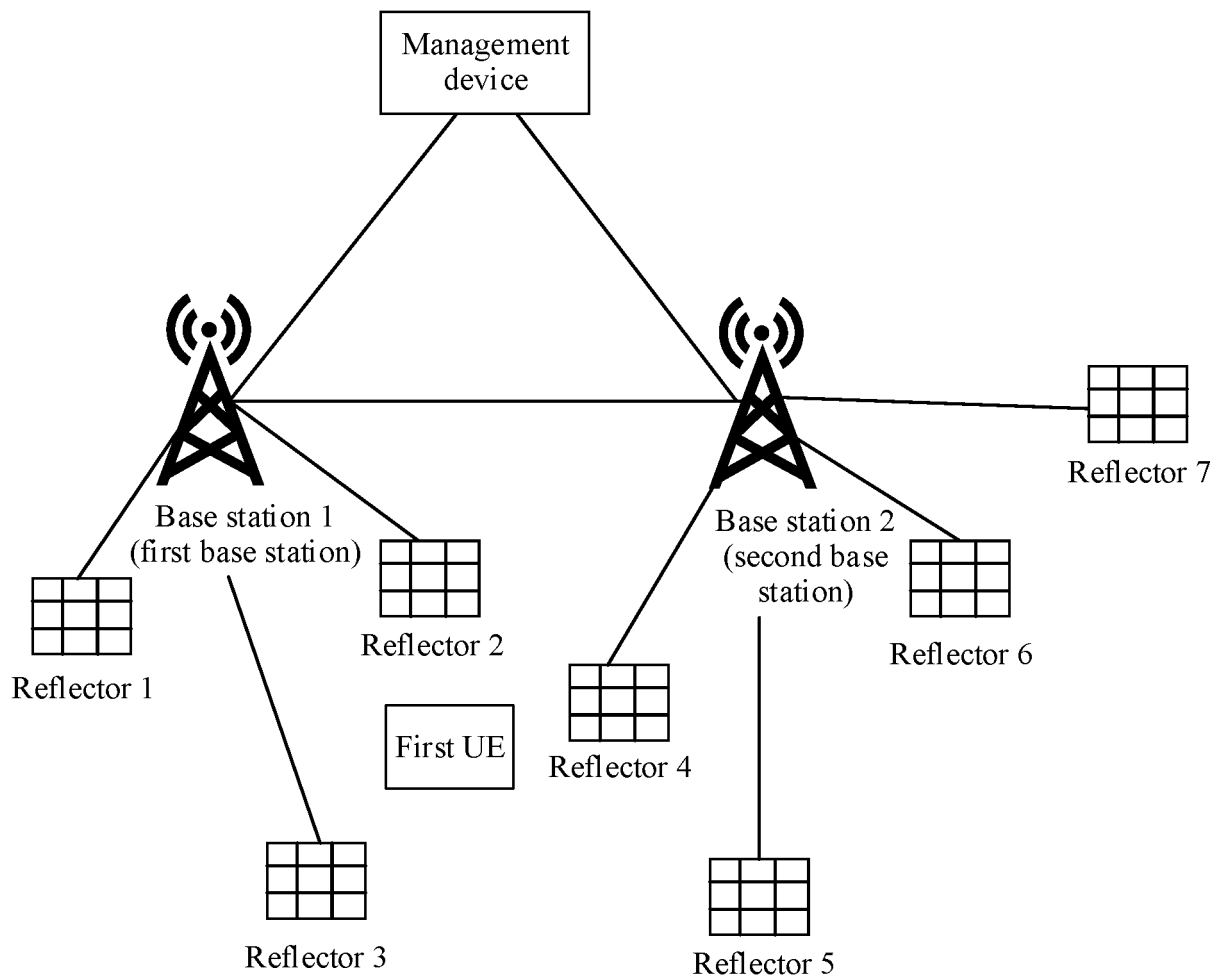 Management
device
Reflector 7
Base station 1
(first base station)
Base station 2
(second base
station)
Reflector 2
Reflector 6
Reflector 1
First UE
Reflector 4
Reflector 3
Reflector 5